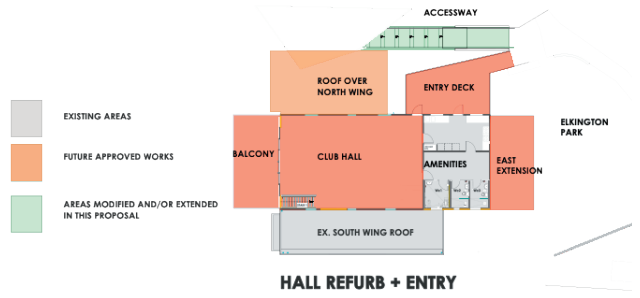 ACCESSWAY
ROOF OVER
NORTH WING
ENTRY DECK
EXISTING AREAS
ELKINGTON
PARK
FUTURE APPROVED WORKS
BALCONY
CLUB HALL
AMENITIES
EAST
EXTENSION
AREAS MODIFIED AND/OR EXTENDED
IN THIS PROPOSAL
EX. SOUTH WING ROOF
HALL REFURB + ENTRY